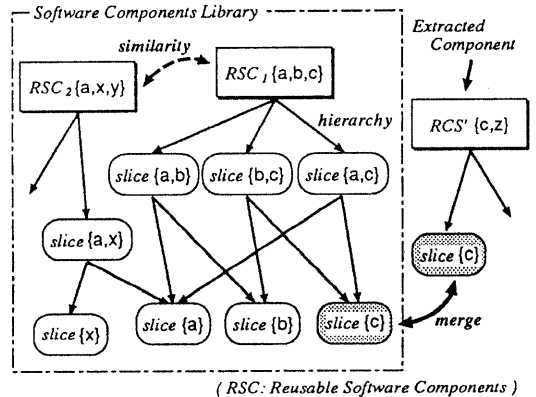 Software Components Library
similarity
Extracted
Component
RSC2 {a,x,y}
RSC1 {a,b,c}
RCS' {c,z}
hierarchy
slice {a,b}
slice {b,c}
slice {a,c}
slice {a,x}
slice {c}
slice {x}
slice {a}
slice {b}
slice {c}
merge
( RSC: Reusable Software Components )